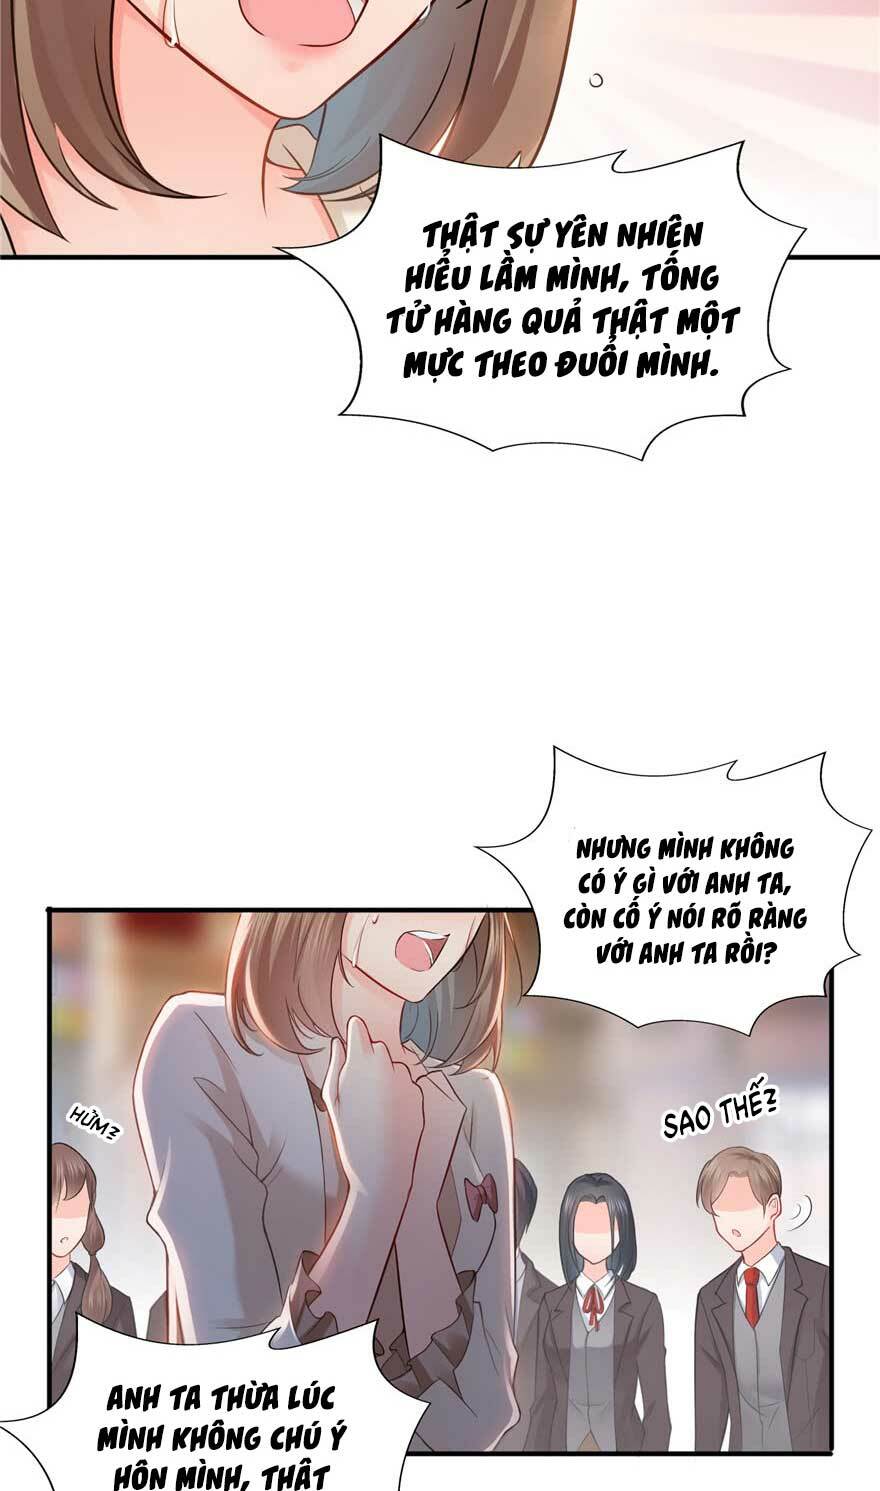 THẬT SỰ YÊN NHIÊN
HIỂU LẦM MÌNH, TỐNG
TỬ HÀNG QUẢ THẬT MỘT
MỰC THEO ĐUỔI MÌNH.
NHƯNG MÌNH KHÔNG
CÓ Ý GÌ VỚI ANH TA,
CÒN CỐ Ý NÓI RÕ RÀNG
VỚI ANH TA RỒI?
HỬM?
SAO THẾ?
ANH TA THỪA LÚC
MÌNH KHÔNG CHÚ Ý
HÔN MÌNH, THẬT